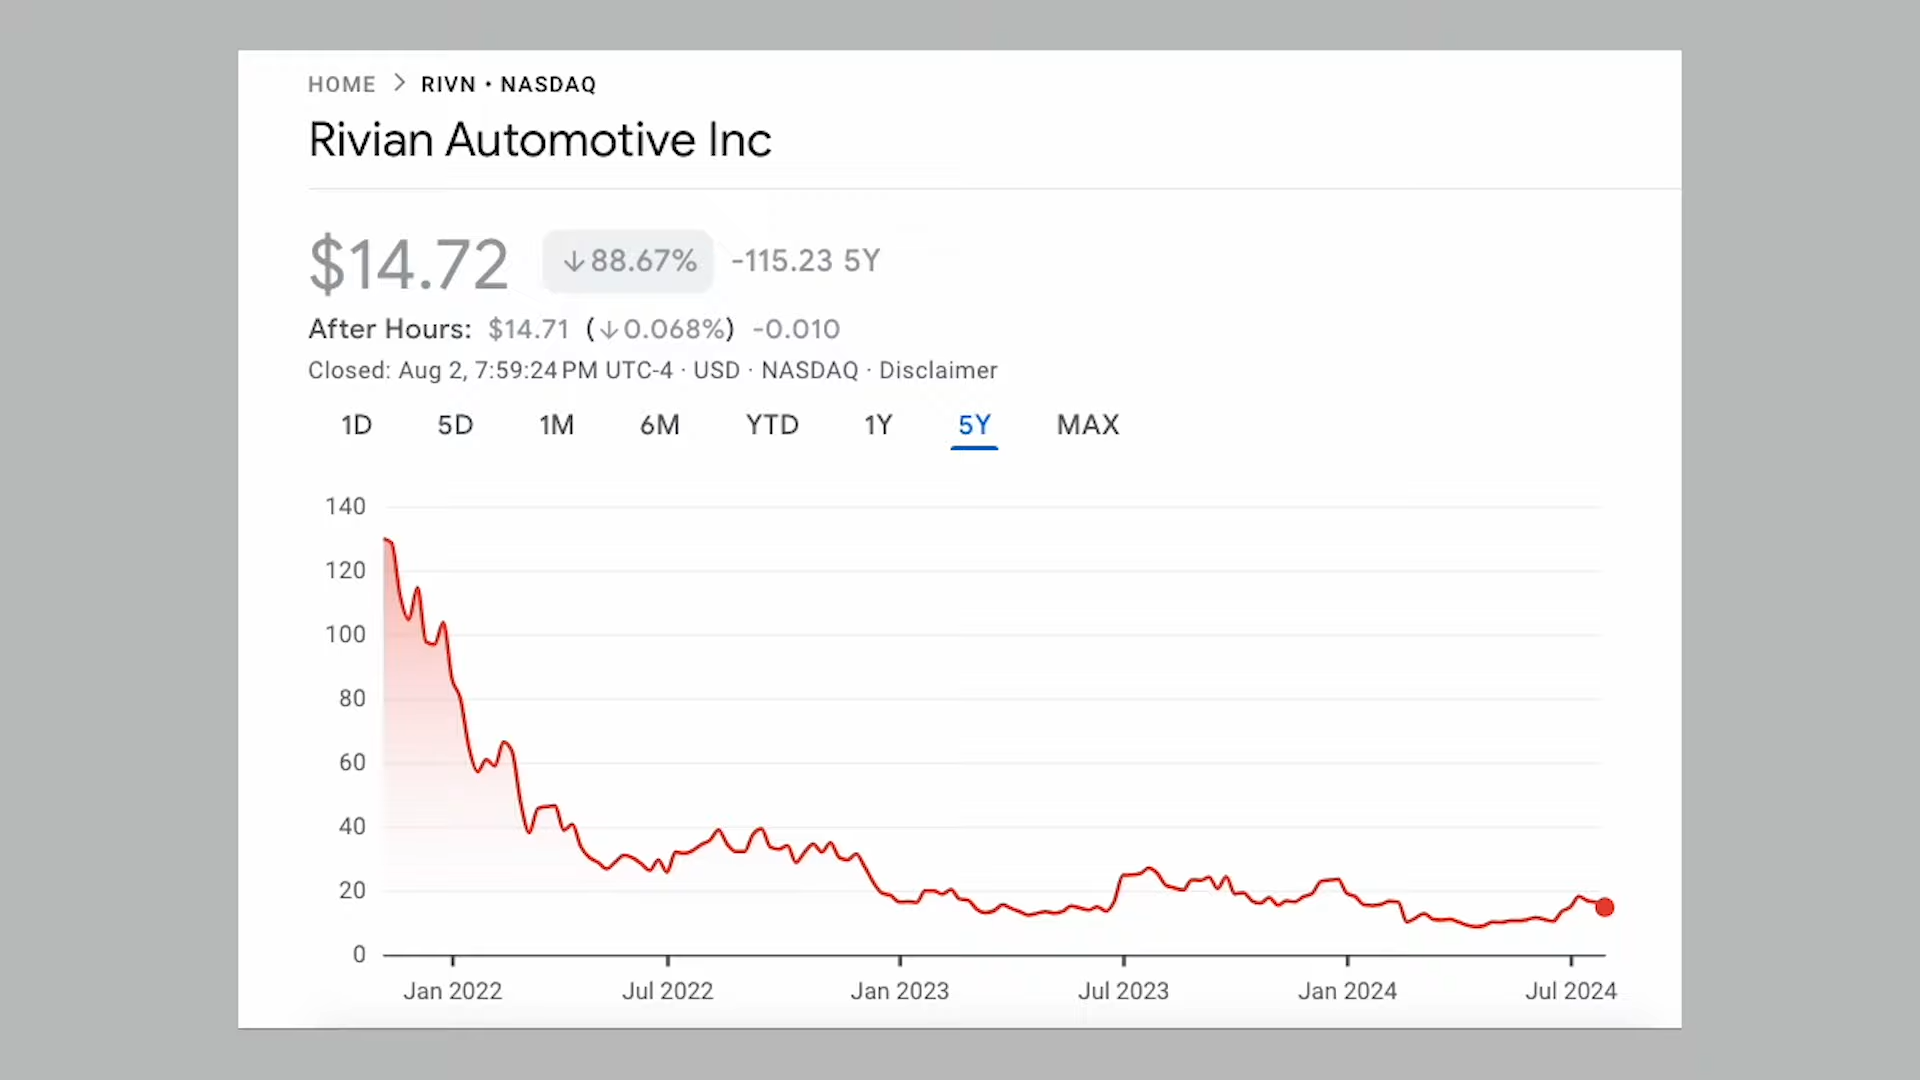 HOME > RIVN • NASDAQ
Rivian Automotive Inc
$14.72 ↓88.67% -115.23 5Y
After Hours: $14.71 (↓0.068%) -0.010
Closed: Aug 2, 7:59:24 PM UTC-4 · USD · NASDAQ · Disclaimer
1D 5D 1M 6M YTD 1Y 5Y MAX
140
120
100
80
60
40
20
0
Jan 2022 Jul 2022 Jan 2023 Jul 2023 Jan 2024 Jul 2024